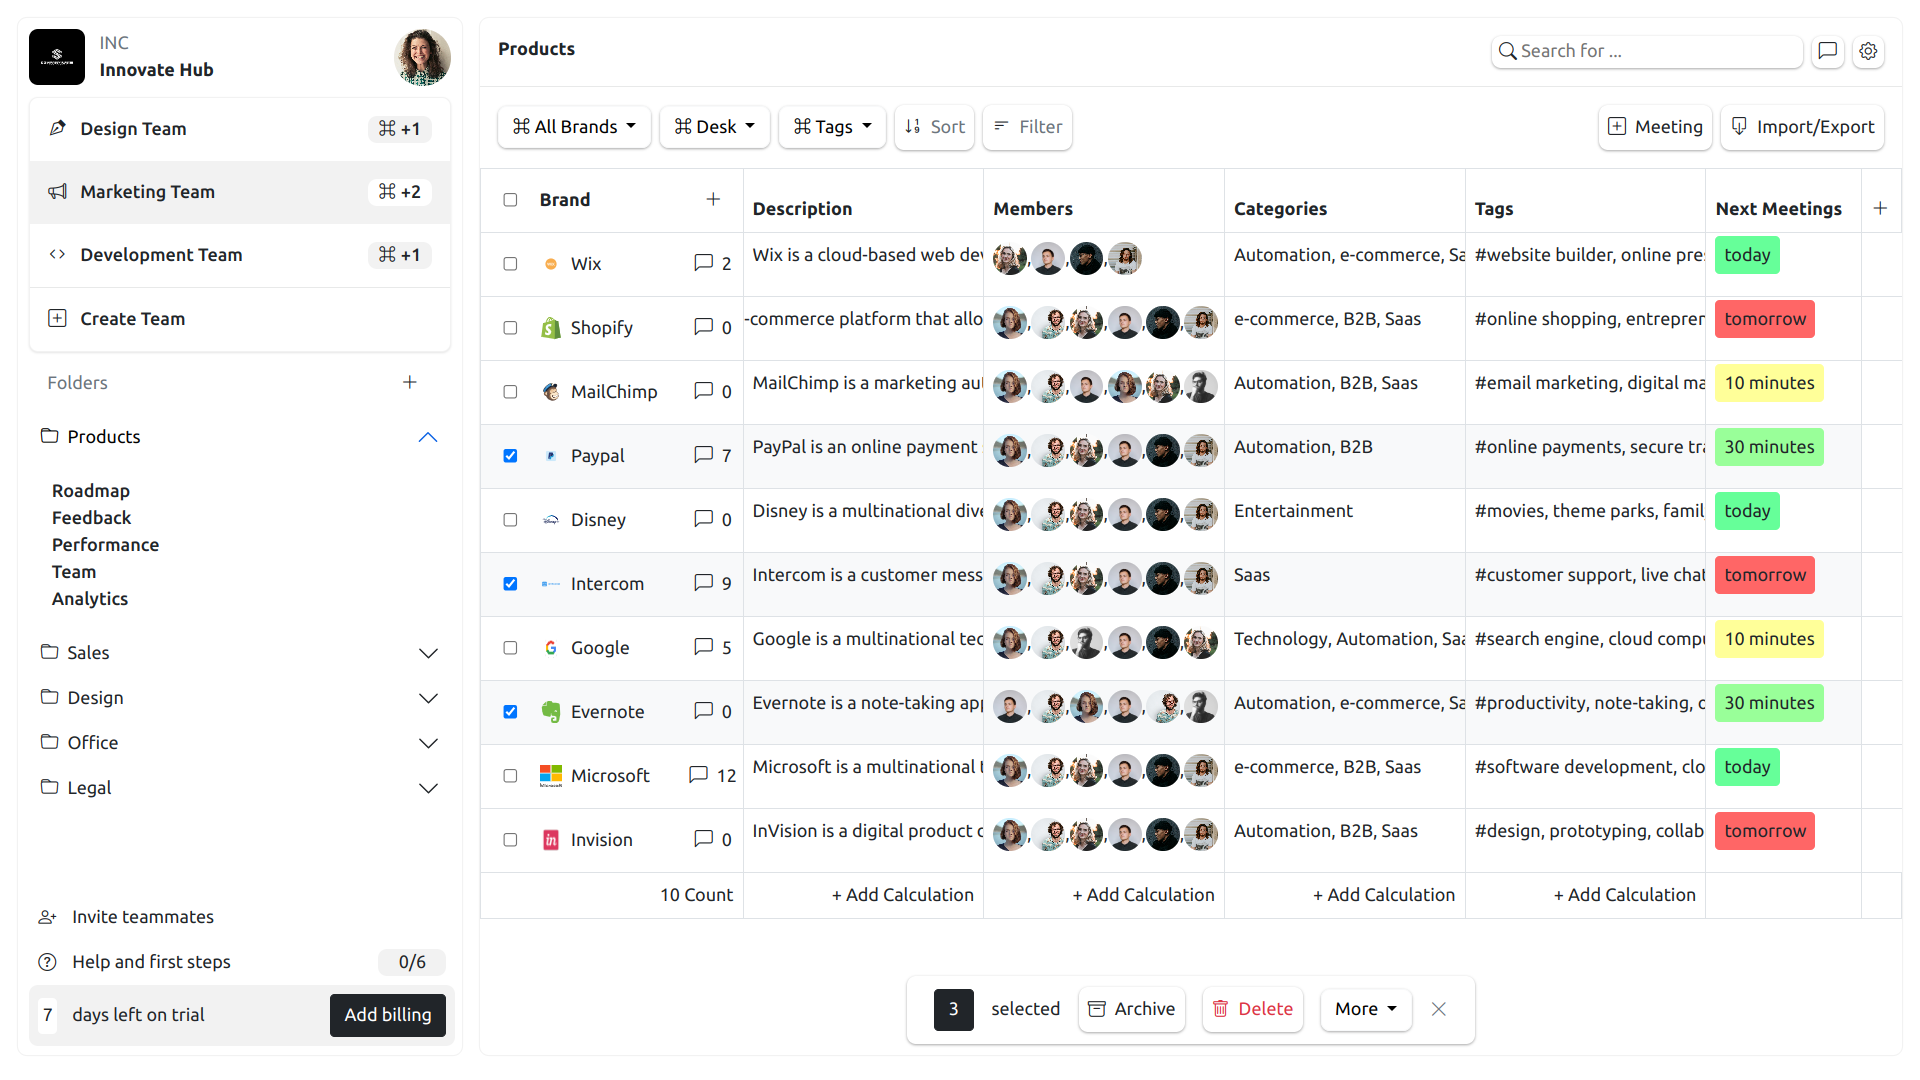 INC
Innovate Hub
Design Team
⌘ +1
Marketing Team
⌘ +2
Development Team
⌘ +1
Create Team
Folders
Products
Roadmap
Feedback
Performance
Team
Analytics
Sales
Design
Office
Legal
Invite teammates
Help and first steps 0/6
7 days left on trial Add billing
Products
Search for ...
⌘ All Brands ⌘ Desk ⌘ Tags Sort Filter Meeting Import/Export
Brand + Description Members Categories Tags Next Meetings +
Wix 2 Wix is a cloud-based web dev Automation, e-commerce, Sa #website builder, online pre today
Shopify 0 -commerce platform that allo e-commerce, B2B, Saas #online shopping, entrepren tomorrow
MailChimp 0 MailChimp is a marketing au Automation, B2B, Saas #email marketing, digital ma 10 minutes
Paypal 7 PayPal is an online payment Automation, B2B #online payments, secure tra 30 minutes
Disney 0 Disney is a multinational dive Entertainment #movies, theme parks, famil today
Intercom 9 Intercom is a customer mess Saas #customer support, live chat tomorrow
Google 5 Google is a multinational tec Technology, Automation, Saa #search engine, cloud compu 10 minutes
Evernote 0 Evernote is a note-taking app Automation, e-commerce, Sa #productivity, note-taking, o 30 minutes
Microsoft 12 Microsoft is a multinational e-commerce, B2B, Saas #software development, clo today
Invision 0 InVision is a digital product Automation, B2B, Saas #design, prototyping, collab tomorrow
10 Count + Add Calculation + Add Calculation + Add Calculation + Add Calculation
3 selected Archive Delete More